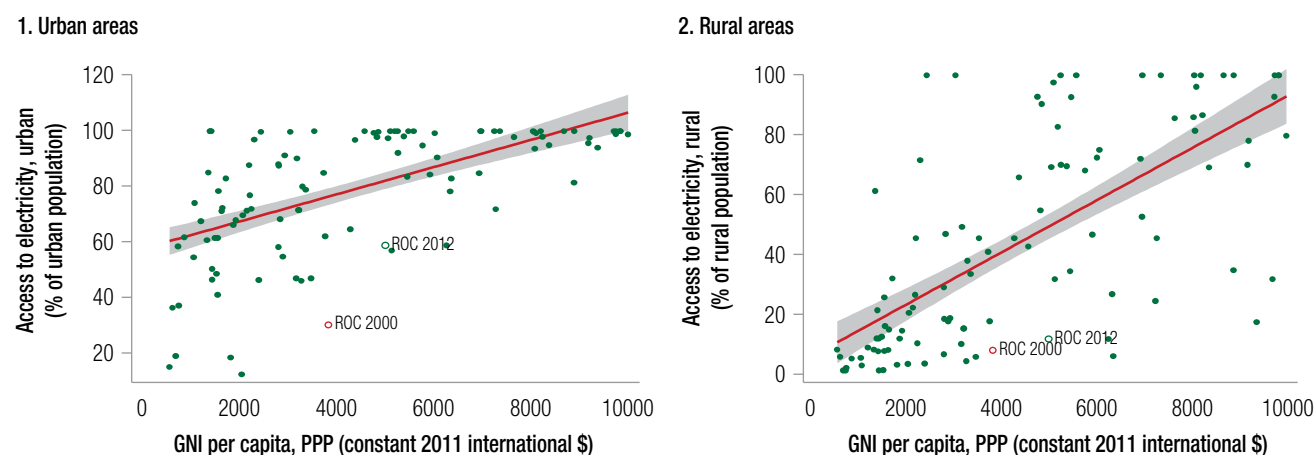 1. Urban areas
Access to electricity, urban
(% of urban population)
120
100
80
60
40
20
ROC 2012
ROC 2000
0 2000 4000 6000 8000 10000
GNI per capita, PPP (constant 2011 international $)
2. Rural areas
Access to electricity, rural
(% of rural population)
100
80
60
40
20
0
ROC 2012
ROC 2000
0 2000 4000 6000 8000 10000
GNI per capita, PPP (constant 2011 international $)